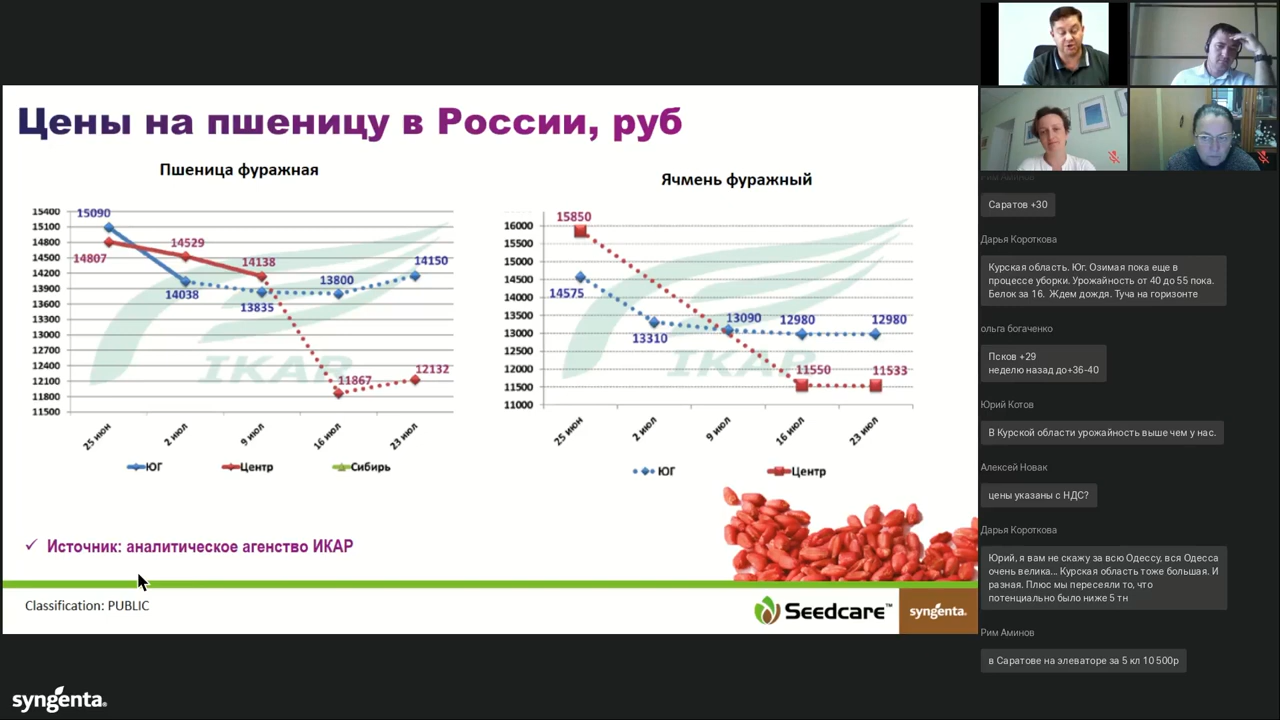 Цены на пшеницу в России, руб
Пшеница фуражная
15400
15100
14800
14500
14200
13900
13600
13300
13000
12700
12400
12100
11800
11500
15090
14807
14529
14038
14138
13835
13800
11867
14150
12132
25 июн
2 июл
9 июл
16 июл
23 июл
ЮГ
Центр
Сибирь
IKAR
Ячмень фуражный
16000
15500
14500
14000
13500
13000
12500
12000
11500
11000
15850
14575
13310
13090
12980
12980
11550
11533
25 июн
2 июл
9 июл
16 июл
23 июл
ЮГ
Центр
IKAR
✓ Источник: аналитическое агенство ИКАР
Classification: PUBLIC
Seedcare™
syngenta.
syngenta.
Саратов +30
Дарья Короткова
Курская область. Юг. Озимая пока еще в
процессе уборки. Урожайность от 40 до 55 пока.
Белок за 16. Ждем дождя. Туча на горизонте
ольга богаченко
Псков +29
неделю назад до+36-40
Юрий Котов
В Курской области урожайность выше чем у нас.
Алексей Новак
цены указаны с НДС?
Дарья Короткова
Юрий, я вам не скажу за всю Одессу, вся Одесса
очень велика... Курская область тоже большая. И
разная. Плюс мы пересеяли то, что
потенциально было ниже 5 тн
Рим Аминов
в Саратове на элеваторе за 5 кл 10 500р